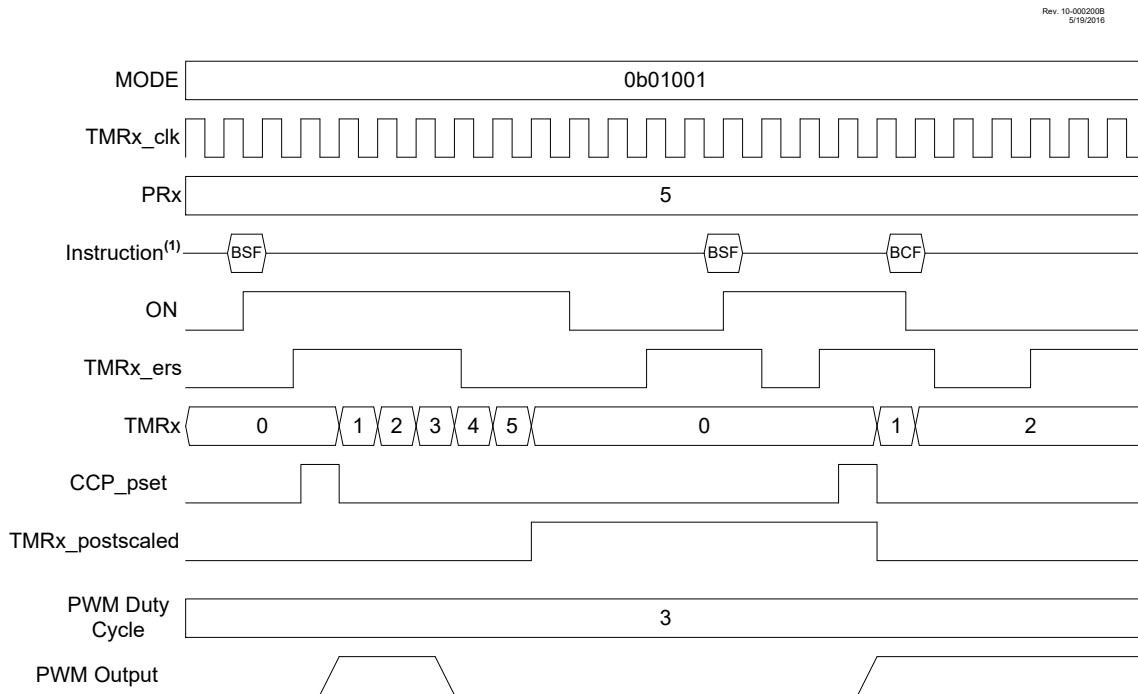 Rev. 10-000200B
5/19/2016
MODE 0b01001
TMRx_clk
PRx 5
Instruction(1) BSF BSF BCF
ON
TMRx_ers
TMRx 0 1 2 3 4 5 0 1 2
CCP_pset
TMRx_postscaled
PWM Duty
Cycle 3
PWM Output